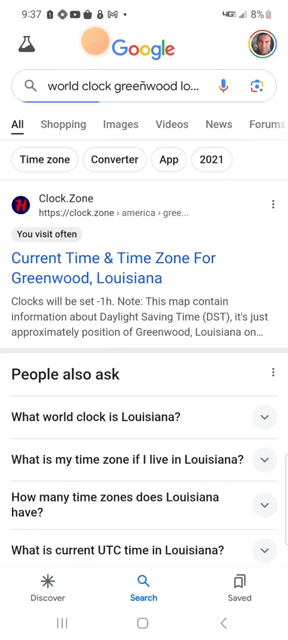 9:37 4G 8%
Google
world clock greeñwood lo...
All Shopping Images Videos News Forums
Time zone Converter App 2021
Clock.Zone
https://clock.zone › america › gree...
You visit often
Current Time & Time Zone For
Greenwood, Louisiana
Clocks will be set -1h. Note: This map contain
information about Daylight Saving Time (DST), it's just
approximately position of Greenwood, Louisiana on...
People also ask
What world clock is Louisiana?
What is my time zone if I live in Louisiana?
How many time zones does Louisiana
have?
What is current UTC time in Louisiana?
Discover Search Saved